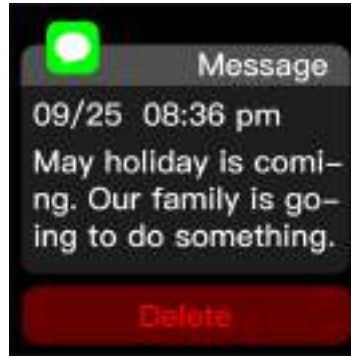 Message
09/25 08:36 pm
May holiday is comi-
ng. Our family is go-
ing to do something.
Delete